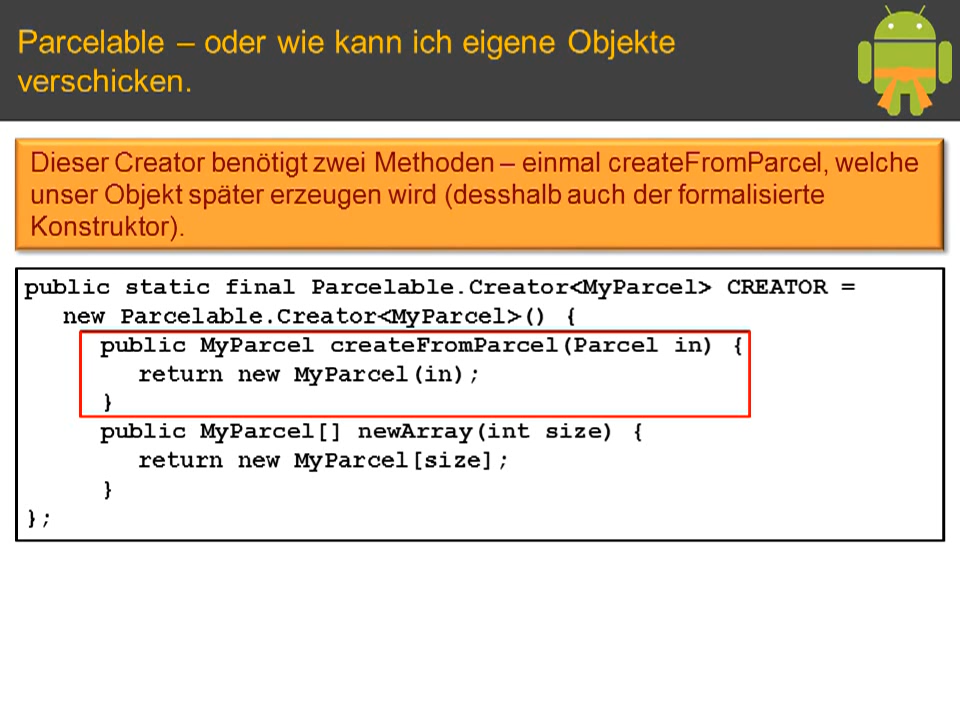 Parcelable – oder wie kann ich eigene Objekte
verschicken.
Dieser Creator benötigt zwei Methoden – einmal createFromParcel, welche
unser Objekt später erzeugen wird (desshalb auch der formalisierte
Konstruktor).
public static final Parcelable.Creator<MyParcel> CREATOR =
new Parcelable.Creator<MyParcel>() {
public MyParcel createFromParcel(Parcel in) {
return new MyParcel(in);
}
public MyParcel[] newArray(int size) {
return new MyParcel[size];
}
};